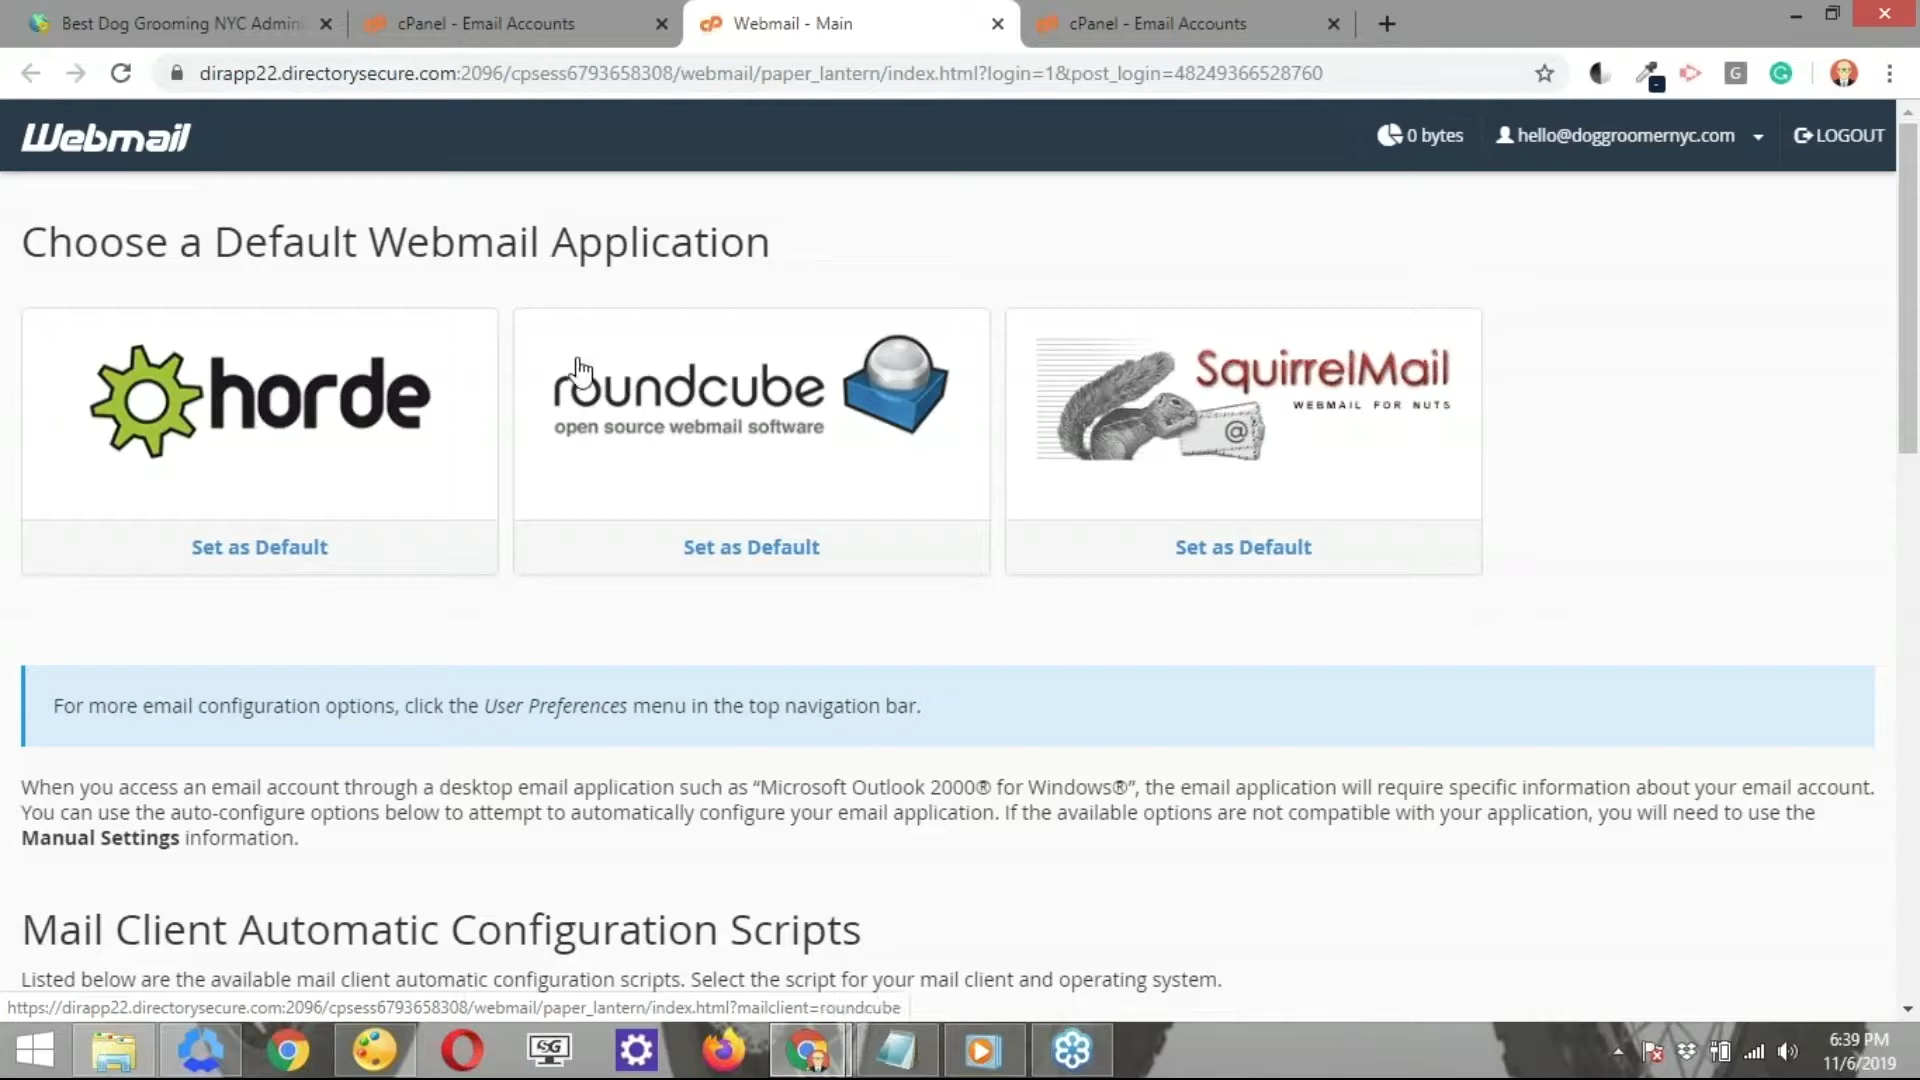 Best Dog Grooming NYC Admini
cPanel - Email Accounts
Webmail - Main
cPanel - Email Accounts
dirapp22.directorysecure.com:2096/cpsess6793658308/webmail/paper_lantern/index.html?login=1&post_login=48249366528760
Webmail
0 bytes
hello@doggroomernyc.com
LOGOUT
Choose a Default Webmail Application
horde
roundcube
open source webmail software
SquirrelMail
WEBMAIL FOR NUTS
@
Set as Default
Set as Default
Set as Default
For more email configuration options, click the User Preferences menu in the top navigation bar.
When you access an email account through a desktop email application such as “Microsoft Outlook 2000® for Windows®”, the email application will require specific information about your email account.
You can use the auto-configure options below to attempt to automatically configure your email application. If the available options are not compatible with your application, you will need to use the
Manual Settings information.
Mail Client Automatic Configuration Scripts
Listed below are the available mail client automatic configuration scripts. Select the script for your mail client and operating system.
https://dirapp22.directorysecure.com:2096/cpsess6793658308/webmail/paper_lantern/index.html?mailclient=roundcube
SG
6:39 PM
11/6/2019